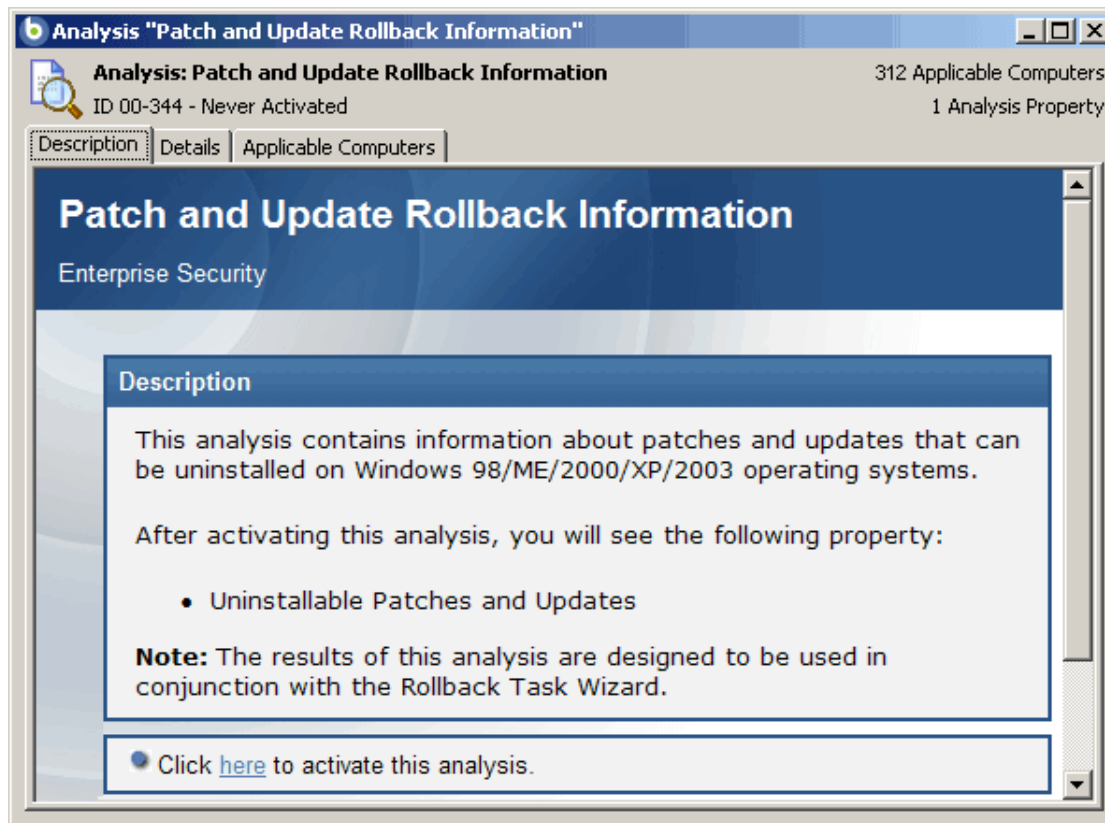 Analysis "Patch and Update Rollback Information"
Analysis: Patch and Update Rollback Information
312 Applicable Computers
ID 00-344 - Never Activated
1 Analysis Property
Description Details Applicable Computers
Patch and Update Rollback Information
Enterprise Security
Description
This analysis contains information about patches and updates that can
be uninstalled on Windows 98/ME/2000/XP/2003 operating systems.
After activating this analysis, you will see the following property:
• Uninstallable Patches and Updates
Note: The results of this analysis are designed to be used in
conjunction with the Rollback Task Wizard.
Click here to activate this analysis.